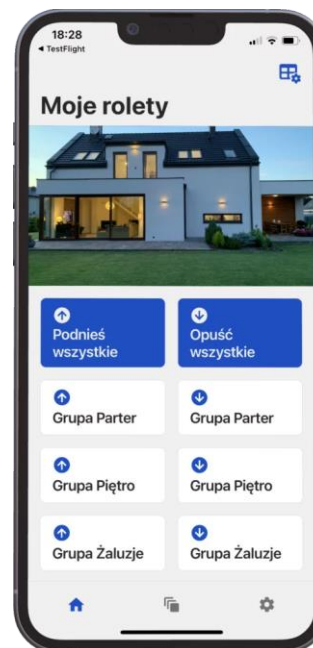 18:28
◀ TestFlight
Moje rolety
Podnieś
wszystkie
Opuść
wszystkie
Grupa Parter
Grupa Parter
Grupa Piętro
Grupa Piętro
Grupa Żaluzje
Grupa Żaluzje